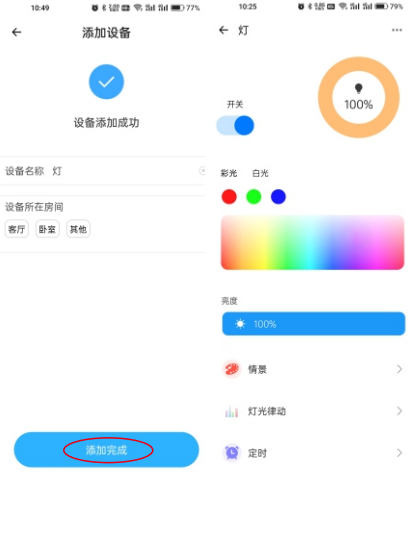 10:49
77%
添加设备
设备添加成功
设备名称 灯
设备所在房间
客厅 卧室 其他
添加完成
10:25
79%
灯
开关
100%
彩光 白光
亮度
100%
情景
灯光律动
定时